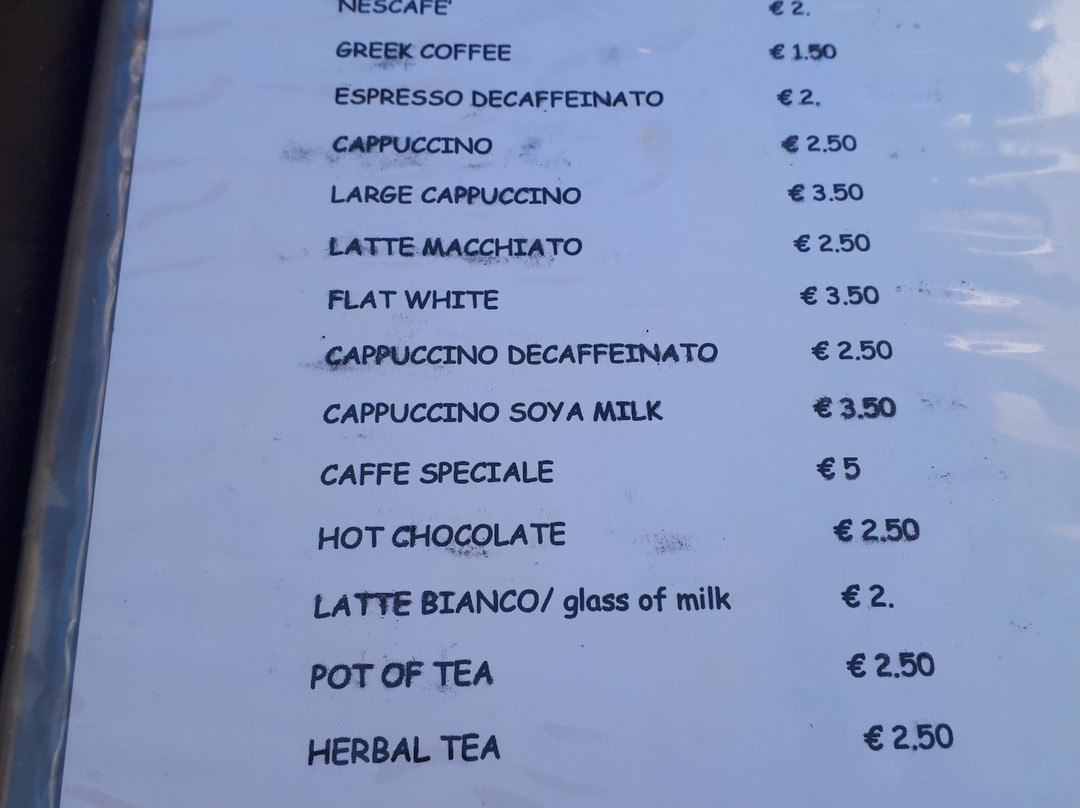 NESCAFE' € 2.
GREEK COFFEE € 1.50
ESPRESSO DECAFFEINATO € 2.
CAPPUCCINO € 2.50
LARGE CAPPUCCINO € 3.50
LATTE MACCHIATO € 2.50
FLAT WHITE € 3.50
CAPPUCCINO DECAFFEINATO € 2.50
CAPPUCCINO SOYA MILK € 3.50
CAFFE SPECIALE € 5
HOT CHOCOLATE € 2.50
LATTE BIANCO/ glass of milk € 2.
POT OF TEA € 2.50
HERBAL TEA € 2.50